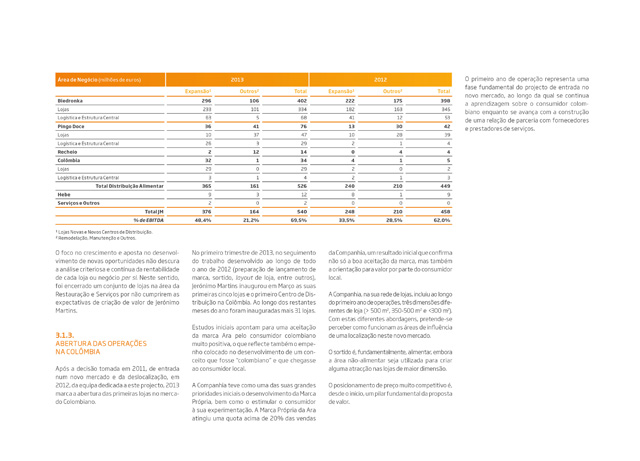 Área de Negócio (milhões de euros) 2013 2012
Expansão¹ Outros² Total Expansão¹ Outros² Total
Biedronka 296 106 402 222 175 398
Lojas 233 101 334 182 163 345
Logística e Estrutura Central 63 5 68 41 12 53
Pingo Doce 36 41 76 13 30 42
Lojas 10 37 47 10 28 39
Logística e Estrutura Central 26 3 29 2 1 4
Recheio 2 12 14 0 4 4
Colômbia 32 1 34 4 1 5
Lojas 29 0 29 2 0 2
Logística e Estrutura Central 3 1 4 2 1 3
Total Distribuição Alimentar 365 161 526 240 210 449
Hebe 9 3 12 8 1 9
Serviços e Outros 2 0 2 0 0 0
Total JM 376 164 540 248 210 458
% do EBITDA 48,4% 21,2% 69,5% 33,5% 28,5% 62,0%
¹ Lojas Novas e Novos Centros de Distribuição.
² Remodelação, Manutenção e Outros.
O foco no crescimento e aposta no desenvol-
vimento de novas oportunidades não descura
a análise criteriosa e contínua da rentabilidade
de cada loja ou negócio per si. Neste sentido,
foi encerrado um conjunto de lojas na área da
Restauração e Serviços por não cumprirem as
expectativas de criação de valor de Jerónimo
Martins.
3.1.3.
ABERTURA DAS OPERAÇÕES
NA COLÔMBIA
Após a decisão tomada em 2011, de entrada
num novo mercado e da deslocalização, em
2012, da equipa dedicada a este projecto, 2013
marca a abertura das primeiras lojas no merca-
do Colombiano.
No primeiro trimestre de 2013, no seguimento
do trabalho desenvolvido ao longo de todo
o ano de 2012 (preparação de lançamento de
marca, sortido, layout de loja, entre outros),
Jerónimo Martins inaugurou em Março as suas
primeiras cinco lojas e o primeiro Centro de Dis-
tribuição na Colômbia. Ao longo dos restantes
meses do ano foram inauguradas mais 31 lojas.
Estudos iniciais apontam para uma aceitação
da marca Ara pelo consumidor colombiano
muito positiva, o que reflecte também o empe-
nho colocado no desenvolvimento de um con-
ceito que fosse "colombiano" e que chegasse
ao consumidor local.
A Companhia teve como uma das suas grandes
prioridades iniciais o desenvolvimento da Marca
Própria, bem como o estimular o consumidor
à sua experimentação. A Marca Própria da Ara
atingiu uma quota acima de 20% das vendas
da Companhia, um resultado inicial que confirma
não só a boa aceitação da marca, mas também
a orientação para valor por parte do consumidor
local.
A Companhia, na sua rede de lojas, incluiu ao longo
do primeiro ano de operações, três dimensões dife-
rentes de loja (> 500 m², 350-500 m² e <300 m²).
Com estas diferentes abordagens, pretende-se
perceber como funcionam as áreas de influência
de uma localização neste novo mercado.
O sortido é, fundamentalmente, alimentar, embora
a área não-alimentar seja utilizada para criar
alguma atracção nas lojas de maior dimensão.
O posicionamento de preço muito competitivo é,
desde o início, um pilar fundamental da proposta
de valor.
O primeiro ano de operação representa uma
fase fundamental do projecto de entrada no
novo mercado, ao longo da qual se continua
a aprendizagem sobre o consumidor colom-
biano enquanto se avança com a construção
de uma relação de parceria com fornecedores
e prestadores de serviços.